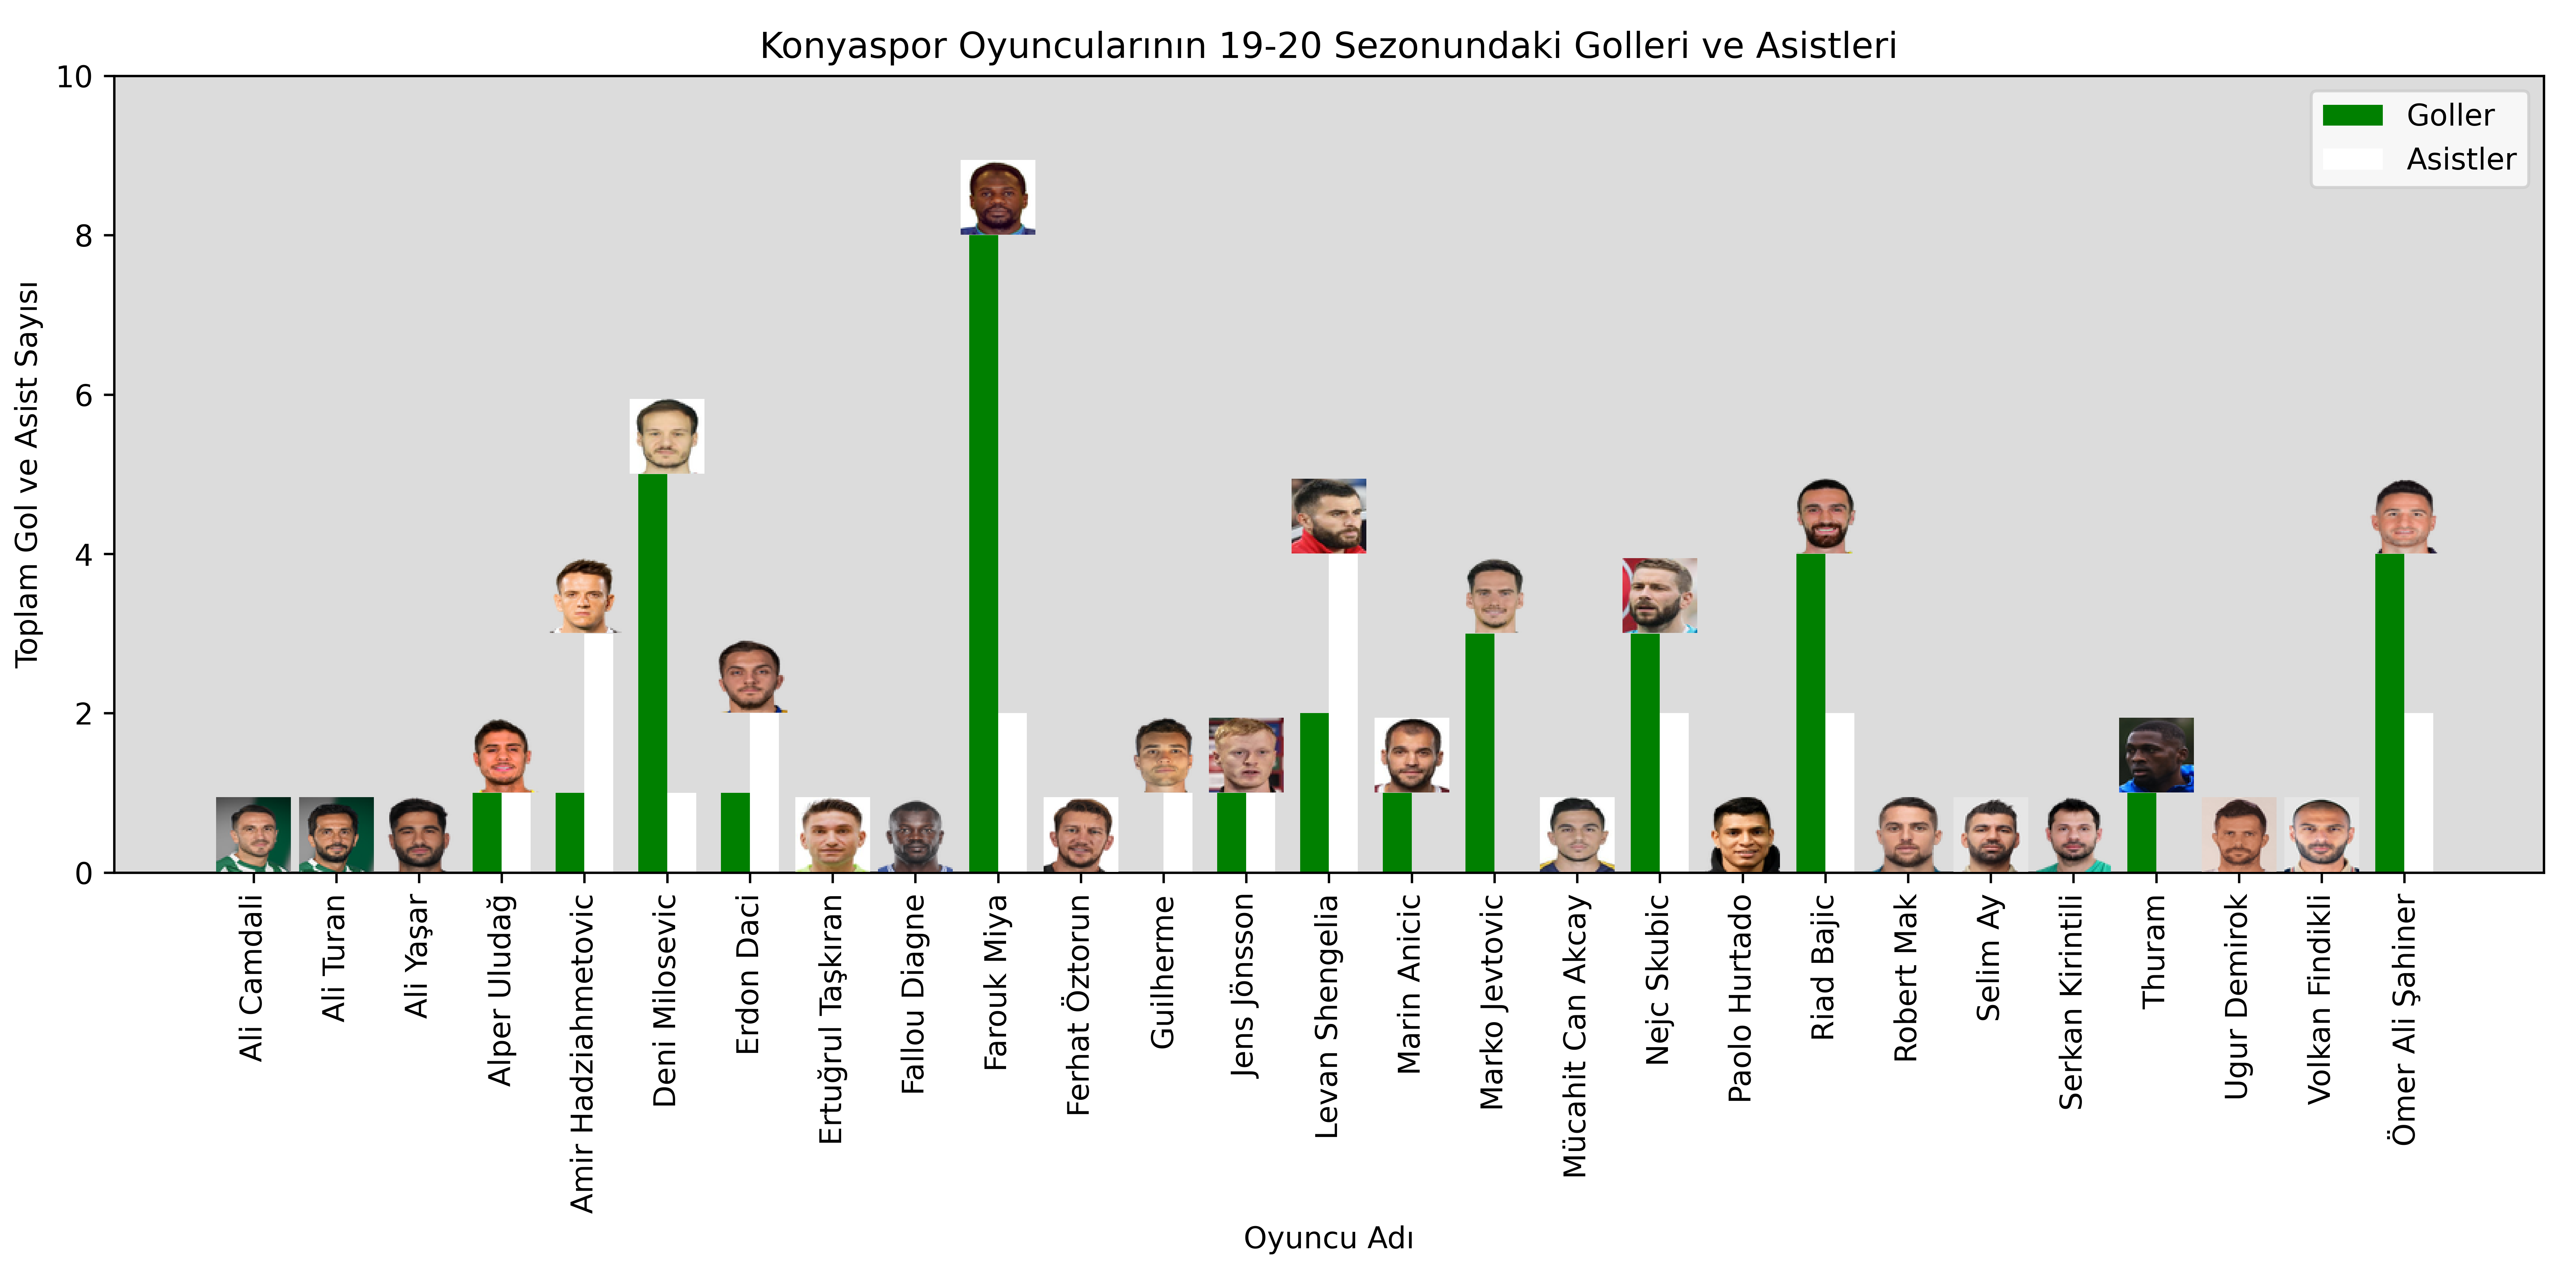 Konyaspor Oyuncularının 19-20 Sezonundaki Golleri ve Asistleri
Goller
Asistler
Toplam Gol ve Asist Sayısı
10
8
6
4
2
0
Ali Camdali
Ali Turan
Ali Yaşar
Alper Uludağ
Amir Hadziahmetovic
Deni Milosevic
Erdon Daci
Ertuğrul Taşkıran
Fallou Diagne
Farouk Miya
Ferhat Öztorun
Guilherme
Jens Jönsson
Levan Shengelia
Marin Anicic
Marko Jevtovic
Mücahit Can Akcay
Nejc Skubic
Paolo Hurtado
Riad Bajic
Robert Mak
Selim Ay
Serkan Kirintili
Thuram
Ugur Demirok
Volkan Findikli
Ömer Ali Şahiner
Oyuncu Adı